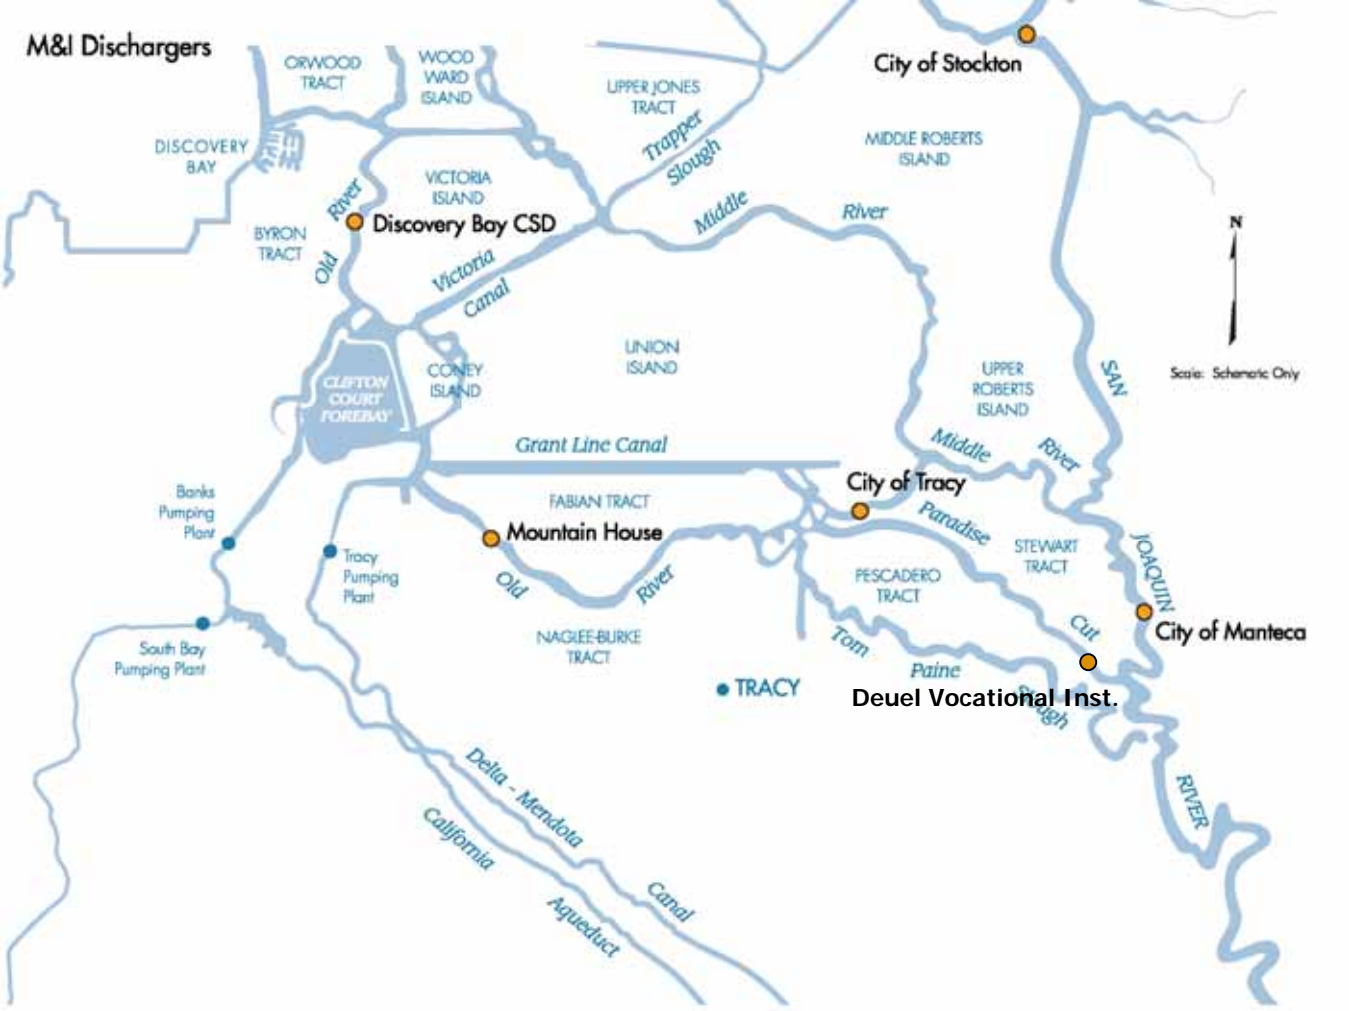 M&I Dischargers
ORWOOD
TRACT
WOOD
WARD
ISLAND
UPPER JONES
TRACT
City of Stockton
Trapper
Slough
MIDDLE ROBERTS
ISLAND
DISCOVERY
BAY
VICTORIA
ISLAND
River
Discovery Bay CSD
Middle
River
BYRON
TRACT
Old
Victoria
Canal
N
UNION
ISLAND
CLIFTON
COURT
FOREBAY
CONEY
ISLAND
UPPER
ROBERTS
ISLAND
SAN
Scale: Schematic Only
Grant Line Canal
Middle
River
Banks
Pumping
Plant
FABIAN TRACT
City of Tracy
Mountain House
Paradise
Tracy
Pumping
Plant
STEWART
TRACT
JOAQUIN
Old
River
PESCADERO
TRACT
Cut
City of Manteca
South Bay
Pumping Plant
NAGLEE-BURKE
TRACT
Tom
Paine
Slough
TRACY
Deuel Vocational Inst.
RIVER
Delta - Mendota
Canal
California
Aqueduct